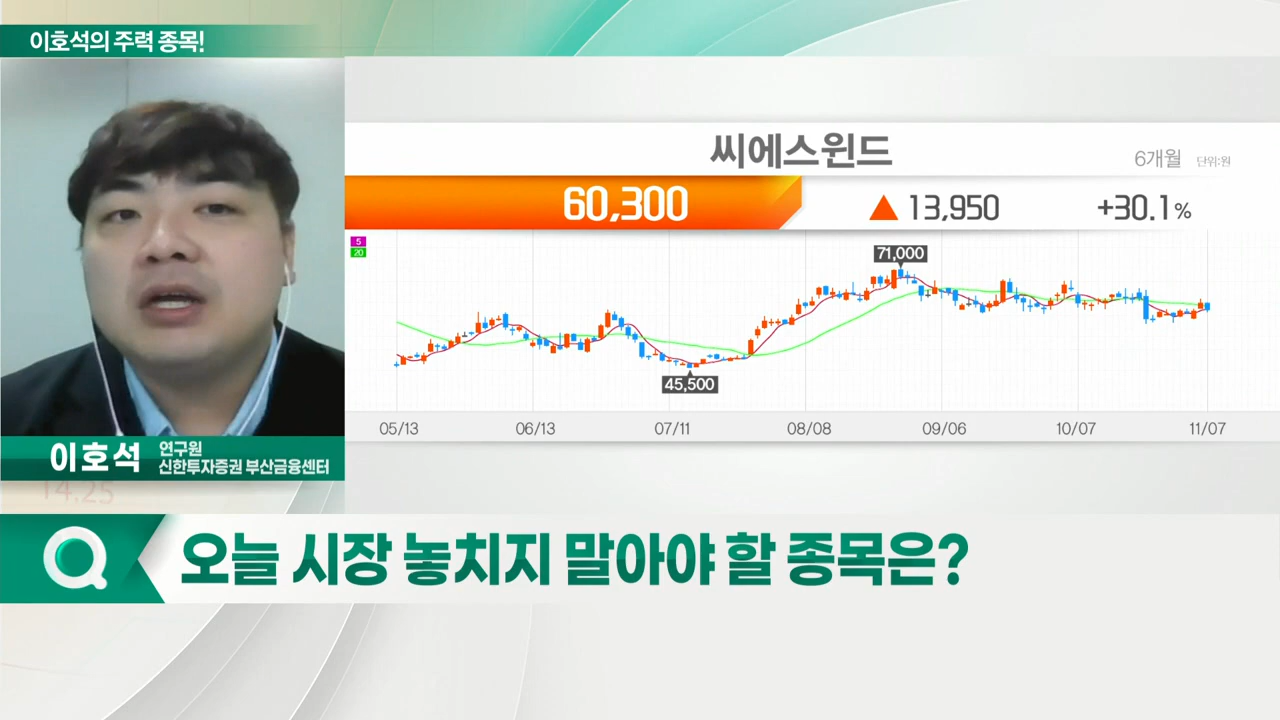 이호석의 주력 종목!
씨에스윈드
6개월 단위:원
60,300 ▲ 13,950 +30.1%
5
20
71,000
45,500
05/13 06/13 07/11 08/08 09/06 10/07 11/07
이호석 연구원
신한투자증권 부산금융센터
14.25
Q 오늘 시장 놓치지 말아야 할 종목은?